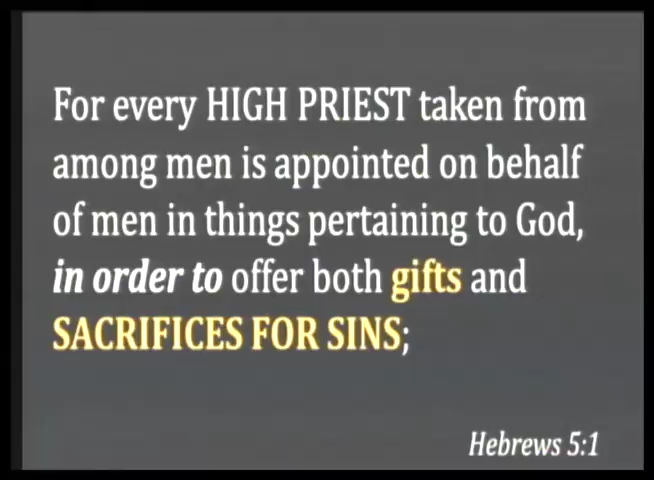 For every HIGH PRIEST taken from
among men is appointed on behalf
of men in things pertaining to God,
in order to offer both gifts and
SACRIFICES FOR SINS;
Hebrews 5:1